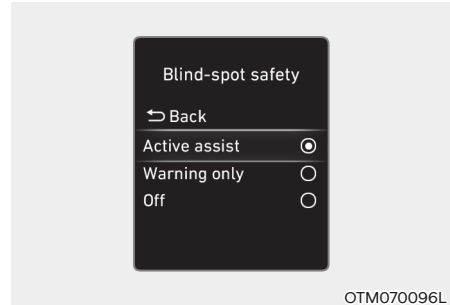 Blind-spot safety
Back
Active assist
Warning only
Off
OTM070096L